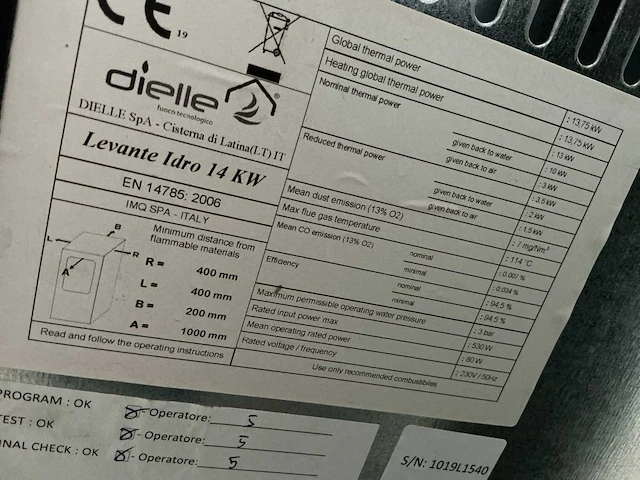 CE 19
dielle
fuoco tecnologico
DIELLE SpA - Cisterna di Latina(LT) IT
Levante Idro 14 KW
EN 14785: 2006
IMQ SPA - ITALY
Minimum distance from
flammable materials
R= 400 mm
L= 400 mm
B= 200 mm
A= 1000 mm
B
L
R
A
Read and follow the operating instructions
Global thermal power : 13,75 kW
Heating global thermal power : 13,75 kW
Nominal thermal power : 13 kW
given back to water : 10 kW
given back to air : 3 kW
Reduced thermal power : 3,5 kW
given back to water : 2 kW
given back to air : 1,5 kW
Mean dust emission (13% O2) : / mg/Nm³
Max flue gas temperature : 114 °C
Mean CO emission (13% O2) nominal : 0.007 %
minimal : 0.034 %
Efficiency nominal : 94.5 %
minimal : 94.5 %
Maximum permissible operating water pressure : 3 bar
Rated input power max : 530W
Mean operating rated power : 80 W
Rated voltage / frequency : 230V / 50Hz
Use only recommended combustibles
PROGRAM : OK 8 - Operatore: 5
TEST : OK 8 - Operatore: 5
INAL CHECK : OK 8 - Operatore: 5
S/N: 1019L1540